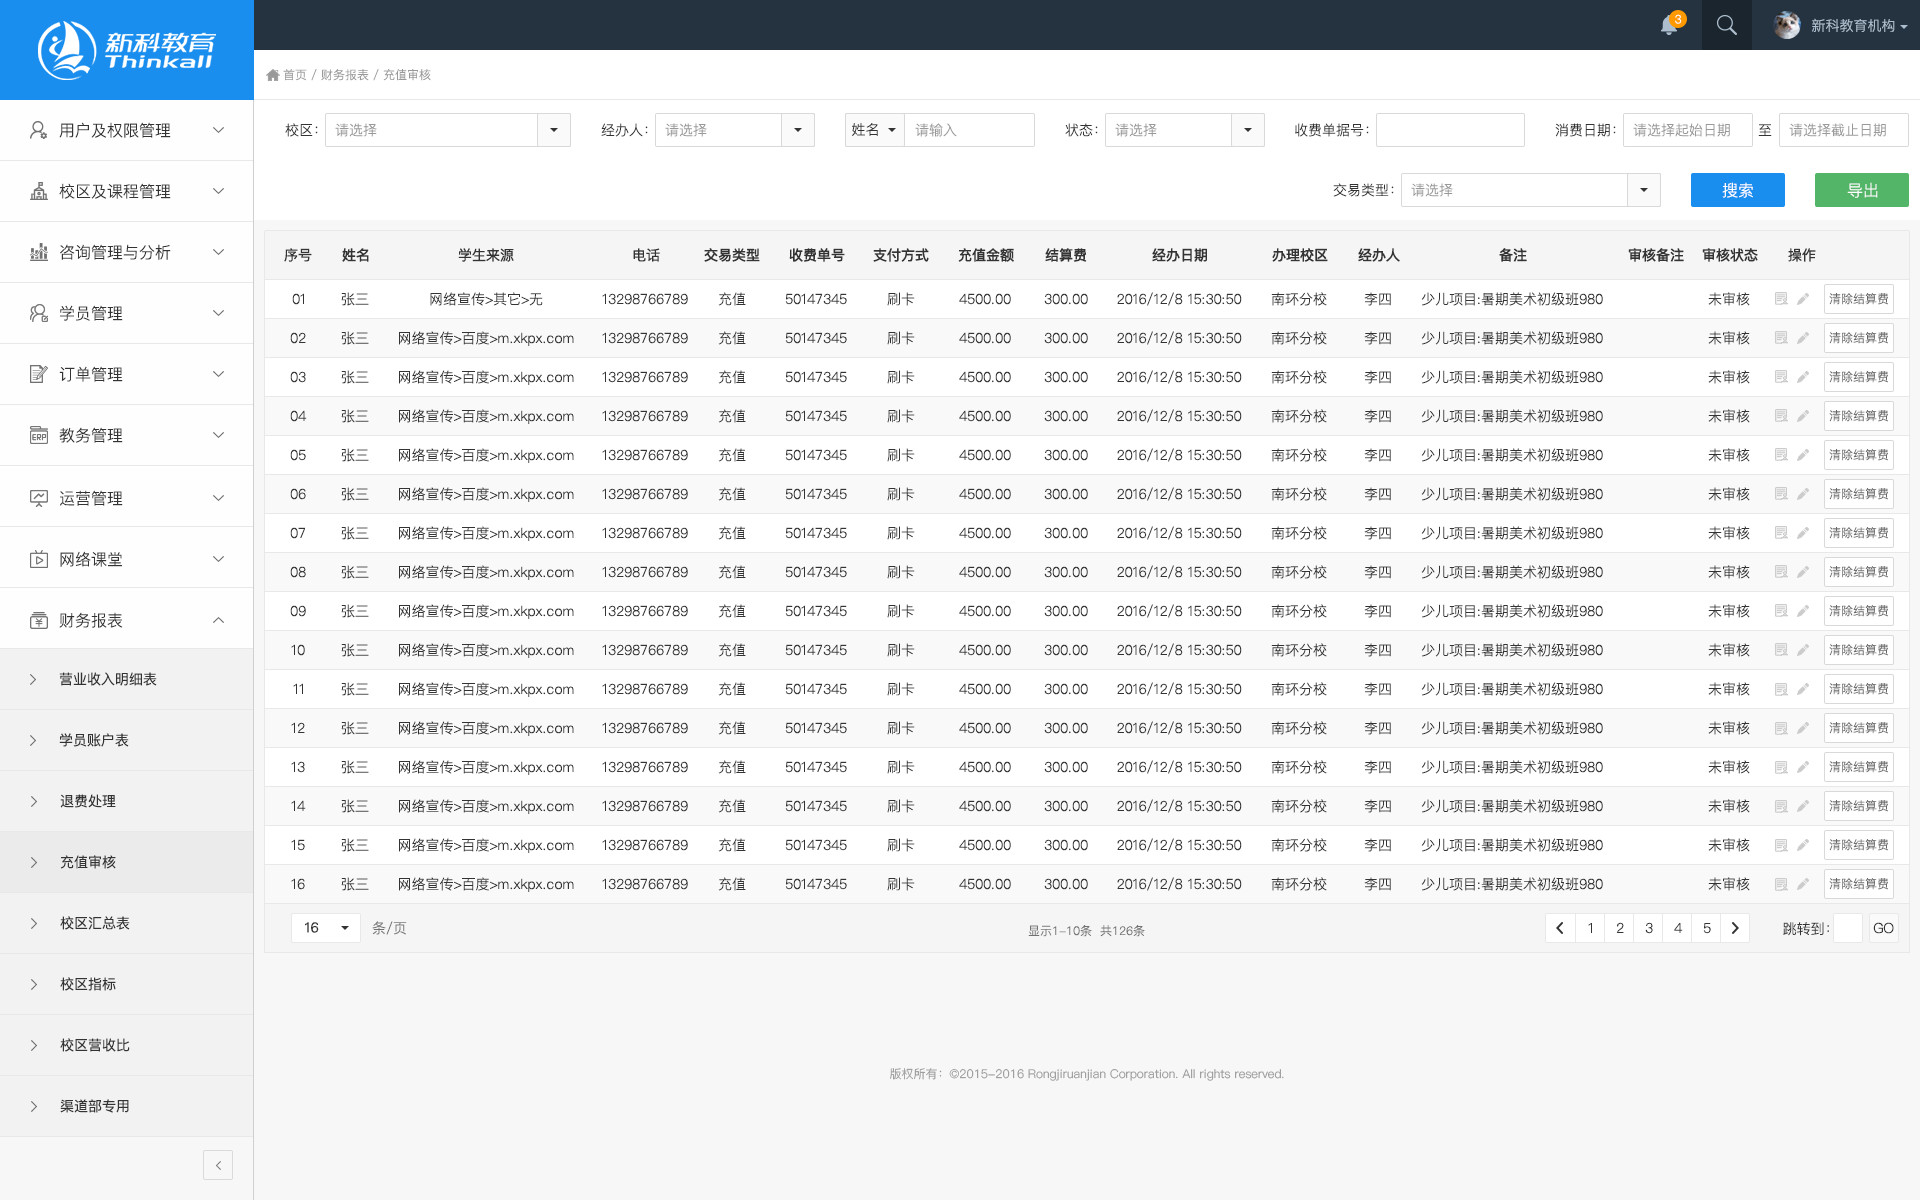 新科教育
Thinkall
3
新科教育机构
首页 / 财务报表 / 充值审核
用户及权限管理
校区及课程管理
咨询管理与分析
学员管理
订单管理
教务管理
运营管理
网络课堂
财务报表
营业收入明细表
学员账户表
退费处理
充值审核
校区汇总表
校区指标
校区营收比
渠道部专用
校区: 请选择 经办人: 请选择 姓名 请输入 状态: 请选择 收费单据号: 消费日期: 请选择起始日期 至 请选择截止日期
交易类型: 请选择 搜索 导出
序号 姓名 学生来源 电话 交易类型 收费单号 支付方式 充值金额 结算费 经办日期 办理校区 经办人 备注 审核备注 审核状态 操作
01 张三 网络宣传>其它>无 13298766789 充值 50147345 刷卡 4500.00 300.00 2016/12/8 15:30:50 南环分校 李四 少儿项目:暑期美术初级班980 未审核 清除结算费
02 张三 网络宣传>百度>m.xkpx.com 13298766789 充值 50147345 刷卡 4500.00 300.00 2016/12/8 15:30:50 南环分校 李四 少儿项目:暑期美术初级班980 未审核 清除结算费
03 张三 网络宣传>百度>m.xkpx.com 13298766789 充值 50147345 刷卡 4500.00 300.00 2016/12/8 15:30:50 南环分校 李四 少儿项目:暑期美术初级班980 未审核 清除结算费
04 张三 网络宣传>百度>m.xkpx.com 13298766789 充值 50147345 刷卡 4500.00 300.00 2016/12/8 15:30:50 南环分校 李四 少儿项目:暑期美术初级班980 未审核 清除结算费
05 张三 网络宣传>百度>m.xkpx.com 13298766789 充值 50147345 刷卡 4500.00 300.00 2016/12/8 15:30:50 南环分校 李四 少儿项目:暑期美术初级班980 未审核 清除结算费
06 张三 网络宣传>百度>m.xkpx.com 13298766789 充值 50147345 刷卡 4500.00 300.00 2016/12/8 15:30:50 南环分校 李四 少儿项目:暑期美术初级班980 未审核 清除结算费
07 张三 网络宣传>百度>m.xkpx.com 13298766789 充值 50147345 刷卡 4500.00 300.00 2016/12/8 15:30:50 南环分校 李四 少儿项目:暑期美术初级班980 未审核 清除结算费
08 张三 网络宣传>百度>m.xkpx.com 13298766789 充值 50147345 刷卡 4500.00 300.00 2016/12/8 15:30:50 南环分校 李四 少儿项目:暑期美术初级班980 未审核 清除结算费
09 张三 网络宣传>百度>m.xkpx.com 13298766789 充值 50147345 刷卡 4500.00 300.00 2016/12/8 15:30:50 南环分校 李四 少儿项目:暑期美术初级班980 未审核 清除结算费
10 张三 网络宣传>百度>m.xkpx.com 13298766789 充值 50147345 刷卡 4500.00 300.00 2016/12/8 15:30:50 南环分校 李四 少儿项目:暑期美术初级班980 未审核 清除结算费
11 张三 网络宣传>百度>m.xkpx.com 13298766789 充值 50147345 刷卡 4500.00 300.00 2016/12/8 15:30:50 南环分校 李四 少儿项目:暑期美术初级班980 未审核 清除结算费
12 张三 网络宣传>百度>m.xkpx.com 13298766789 充值 50147345 刷卡 4500.00 300.00 2016/12/8 15:30:50 南环分校 李四 少儿项目:暑期美术初级班980 未审核 清除结算费
13 张三 网络宣传>百度>m.xkpx.com 13298766789 充值 50147345 刷卡 4500.00 300.00 2016/12/8 15:30:50 南环分校 李四 少儿项目:暑期美术初级班980 未审核 清除结算费
14 张三 网络宣传>百度>m.xkpx.com 13298766789 充值 50147345 刷卡 4500.00 300.00 2016/12/8 15:30:50 南环分校 李四 少儿项目:暑期美术初级班980 未审核 清除结算费
15 张三 网络宣传>百度>m.xkpx.com 13298766789 充值 50147345 刷卡 4500.00 300.00 2016/12/8 15:30:50 南环分校 李四 少儿项目:暑期美术初级班980 未审核 清除结算费
16 张三 网络宣传>百度>m.xkpx.com 13298766789 充值 50147345 刷卡 4500.00 300.00 2016/12/8 15:30:50 南环分校 李四 少儿项目:暑期美术初级班980 未审核 清除结算费
16 条/页 显示1-10条 共126条 1 2 3 4 5 跳转到: GO
版权所有: ©2015-2016 Rongjiruanjian Corporation. All rights reserved.